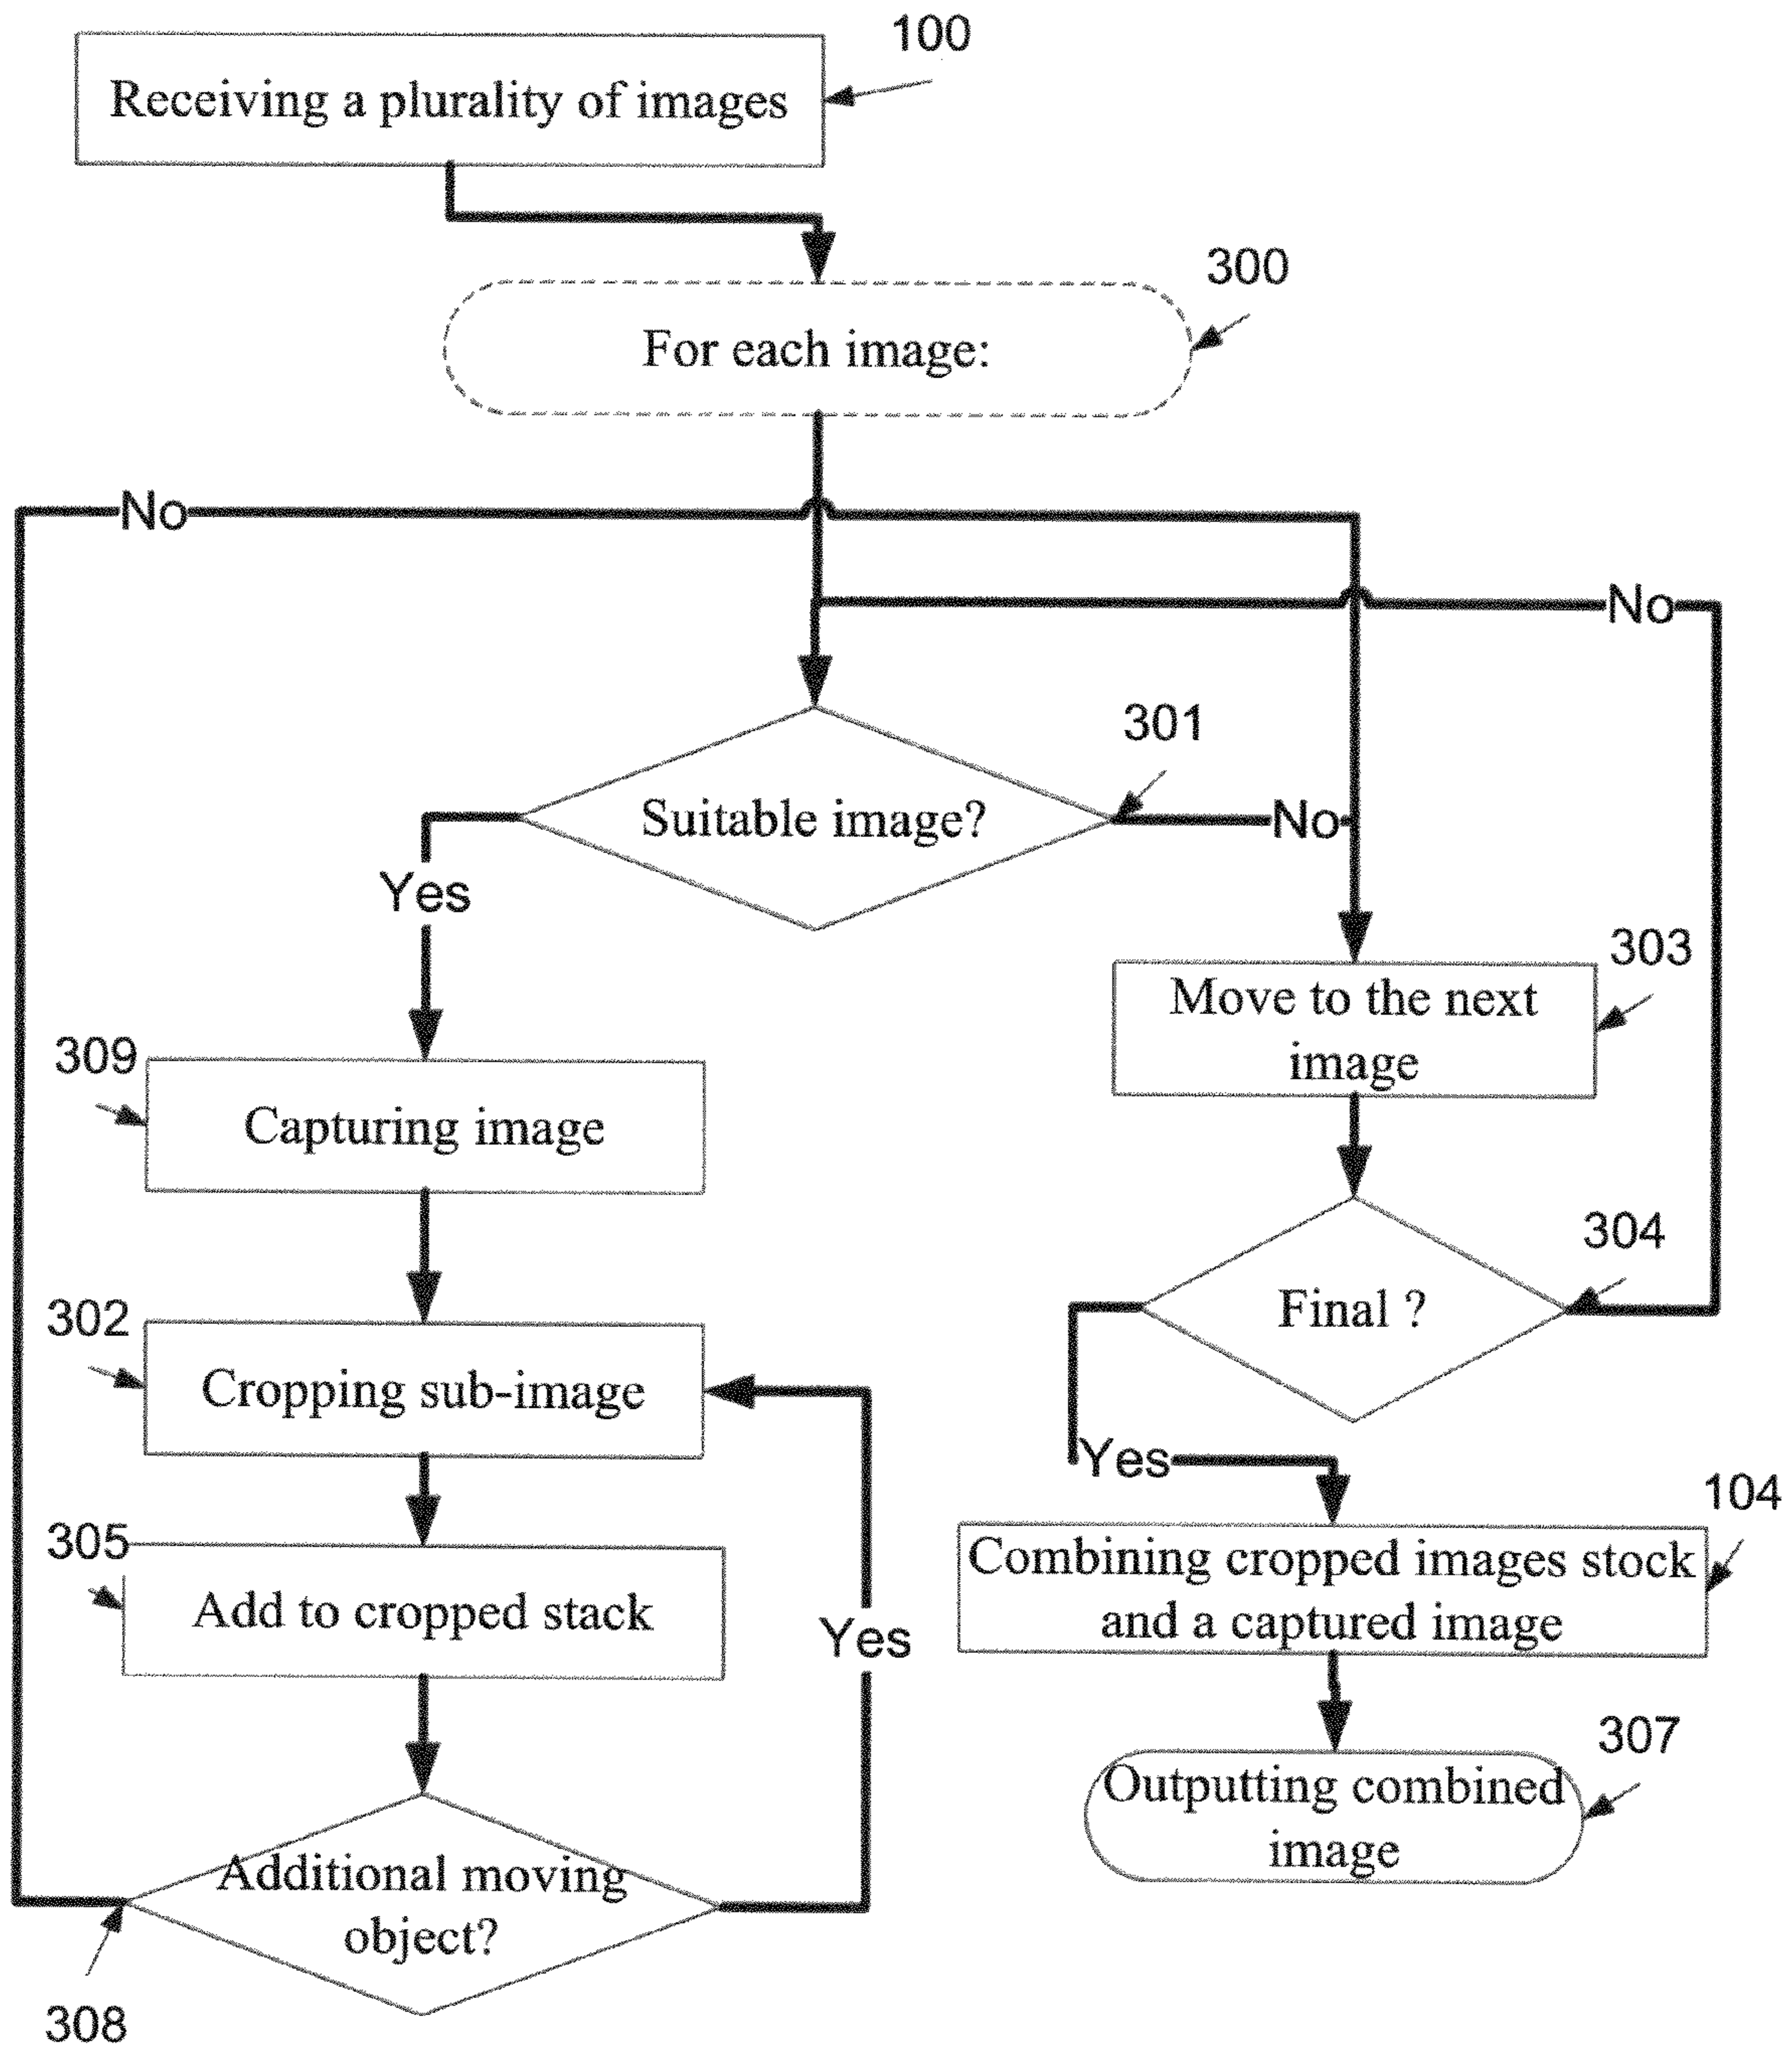 100
Receiving a plurality of images
300
For each image:
No
No
301
Suitable image?
No
Yes
303
Move to the next
image
309
Capturing image
304
Final ?
302
Cropping sub-image
Yes
104
Combining cropped images stock
and a captured image
305
Add to cropped stack
Yes
307
Outputting combined
image
Additional moving
object?
308